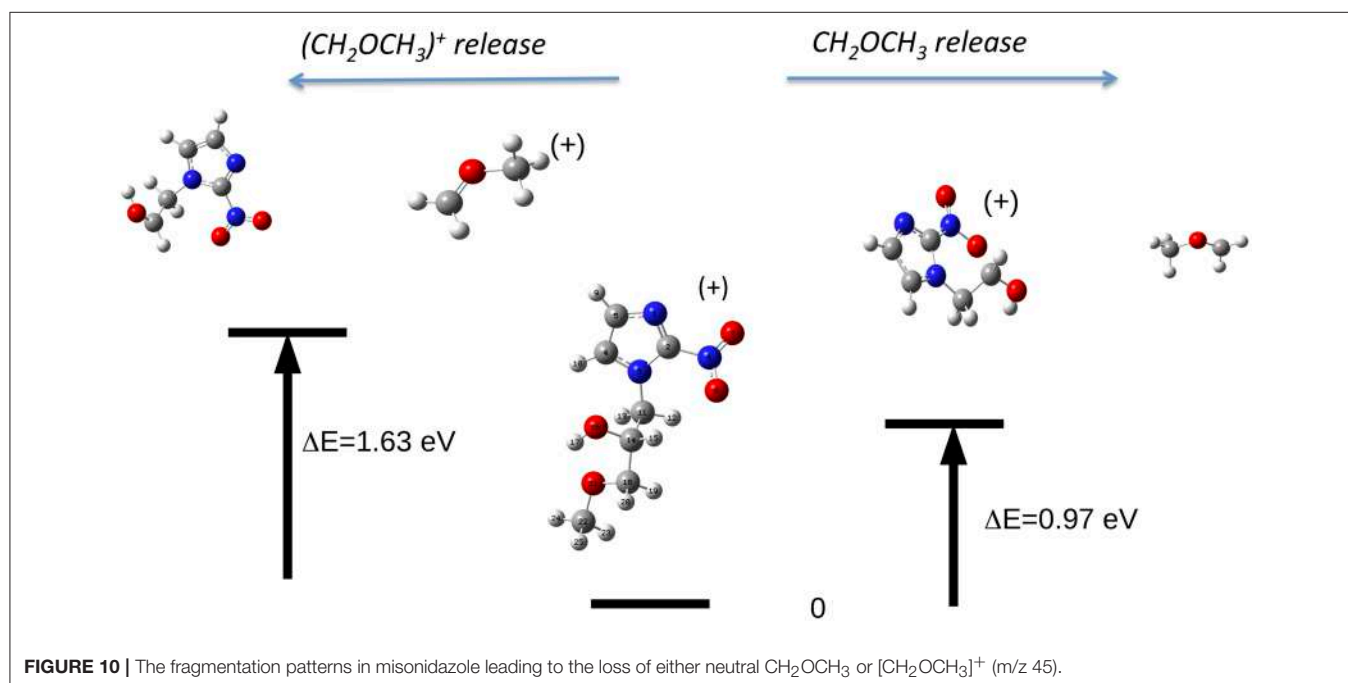 (CH₂OCH₃)⁺ release
CH₂OCH₃ release
(+)
(+)
(+)
ΔE=1.63 eV
ΔE=0.97 eV
0
FIGURE 10 | The fragmentation patterns in misonidazole leading to the loss of either neutral CH₂OCH₃ or [CH₂OCH₃]⁺ (m/z 45).